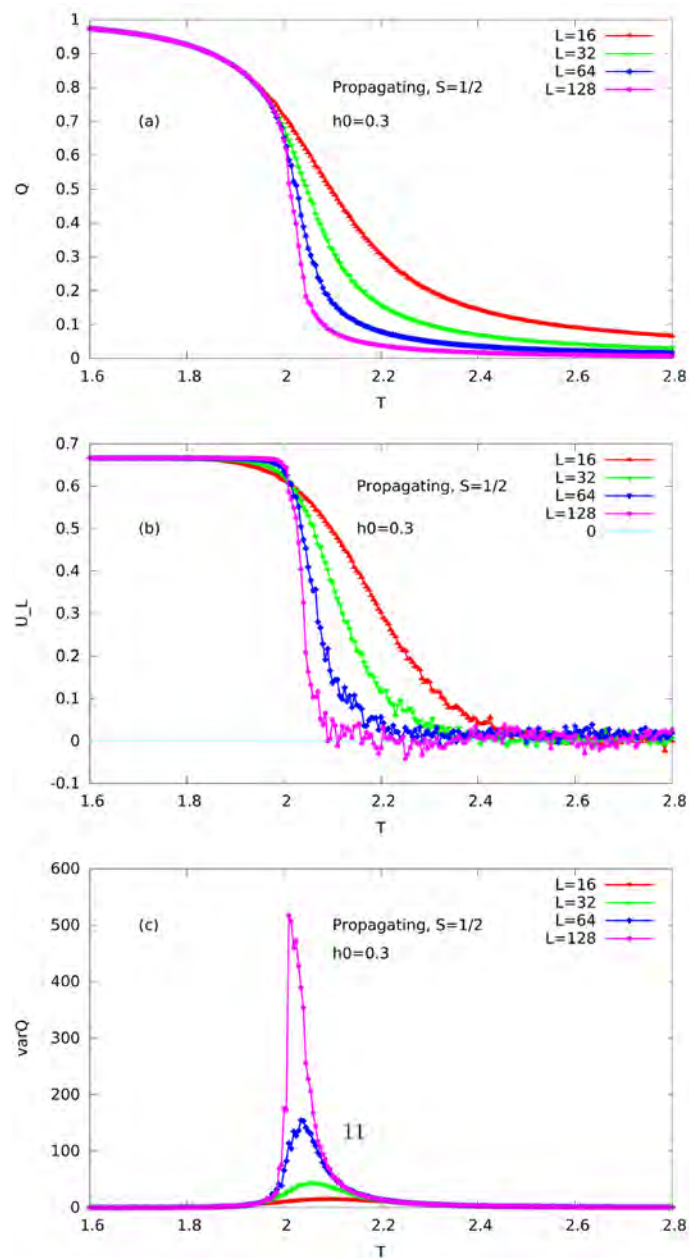 1
0.9
0.8
0.7
0.6
0.5
0.4
0.3
0.2
0.1
0
Q
L=16
L=32
L=64
L=128
Propagating, S=1/2
(a)
h0=0.3
1.6 1.8 2 2.2 2.4 2.6 2.8
T
0.7
0.6
0.5
0.4
0.3
0.2
0.1
0
-0.1
U_L
L=16
L=32
L=64
L=128
0
Propagating, S=1/2
(b)
h0=0.3
1.6 1.8 2 2.2 2.4 2.6 2.8
T
600
500
400
300
200
100
0
varQ
L=16
L=32
L=64
L=128
(c)
Propagating, S=1/2
h0=0.3
11
1.6 1.8 2 2.2 2.4 2.6 2.8
T